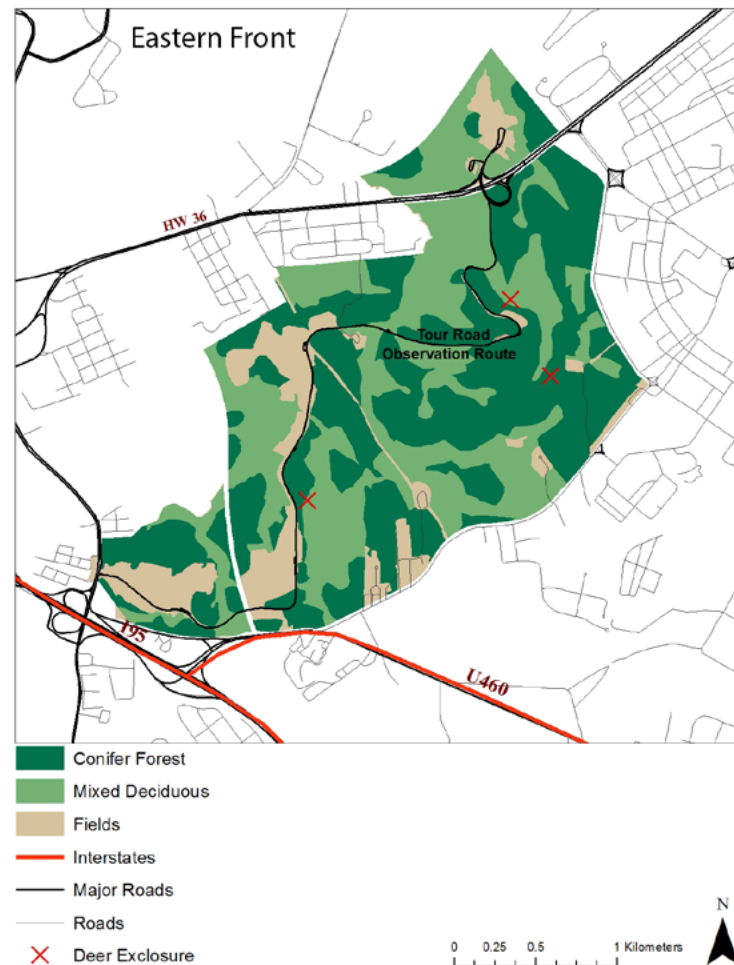 Eastern Front
HW 36
Tour Road
Observation Route
195
U460
Conifer Forest
Mixed Deciduous
Fields
Interstates
Major Roads
Roads
Deer Exclosure
N
0 0.25 0.5 1 Kilometers